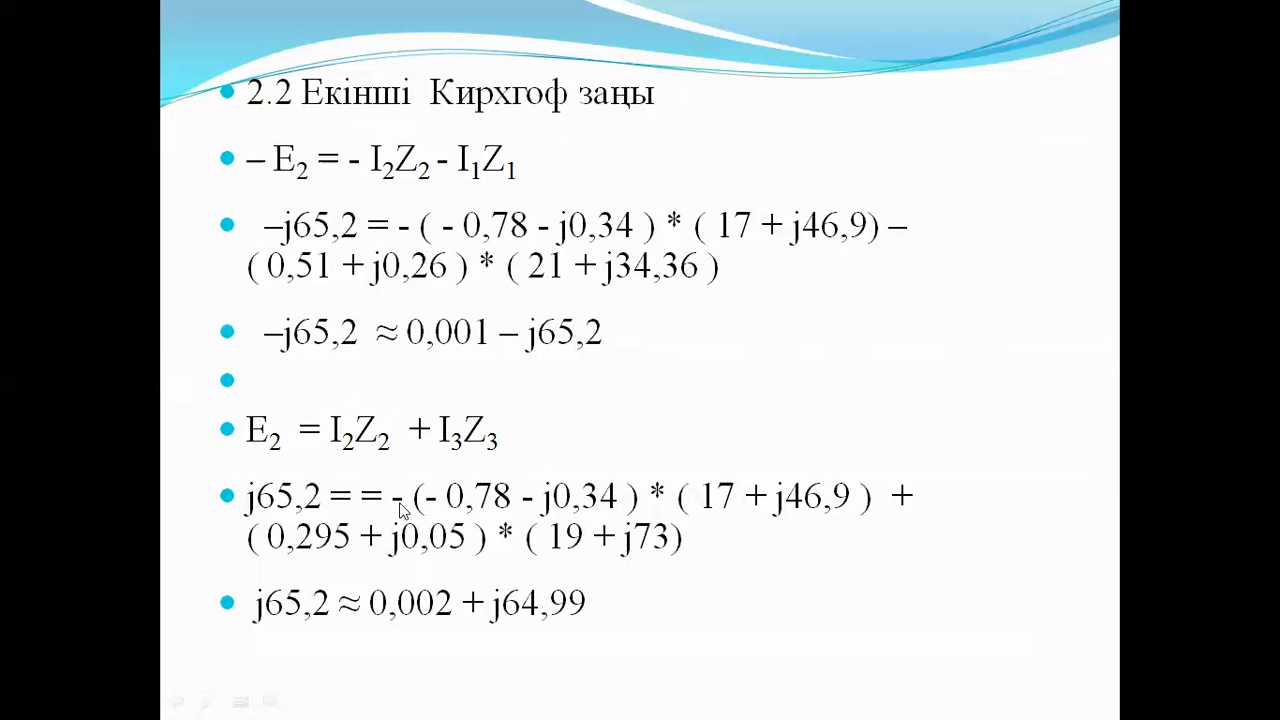 2.2 Екінші Кирхгоф заңы
– E₂ = - I₂Z₂ - I₁Z₁
–j65,2 = - ( - 0,78 - j0,34 ) * ( 17 + j46,9) –
( 0,51 + j0,26 ) * ( 21 + j34,36 )
–j65,2 ≈ 0,001 – j65,2
E₂ = I₂Z₂ + I₃Z₃
j65,2 = = - (- 0,78 - j0,34 ) * ( 17 + j46,9 ) +
( 0,295 + j0,05 ) * ( 19 + j73)
j65,2 ≈ 0,002 + j64,99